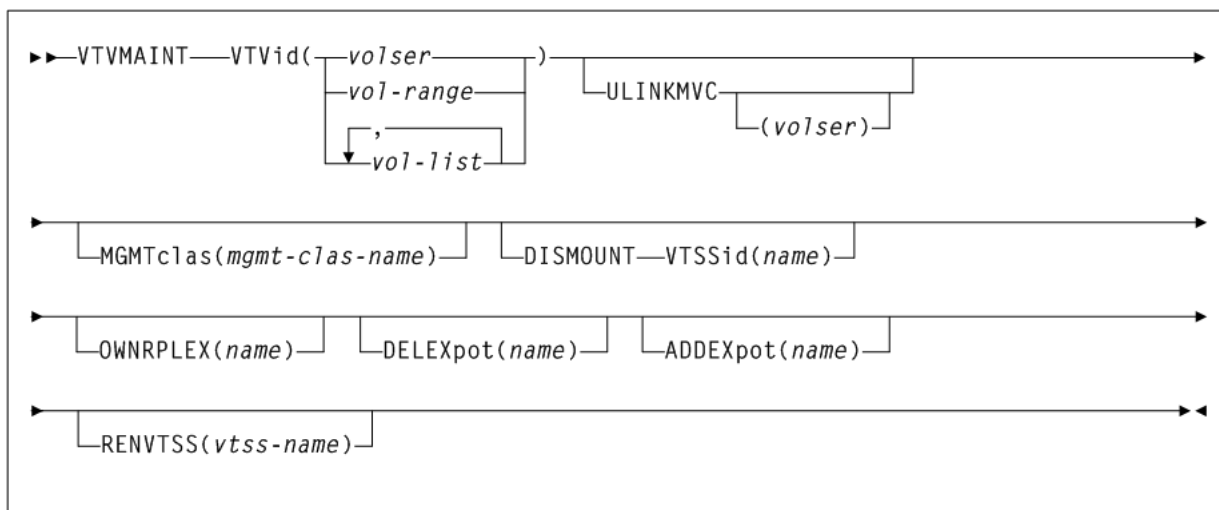 VTVMAINT VTVid( volser ) ULINKMVC (volser)
vol-range
,
vol-list
MGMTclas(mgmt-clas-name) DISMOUNT VTSSid(name)
OWNRPLEX(name) DELEXpot(name) ADDEXpot(name)
RENVTSS(vtss-name)